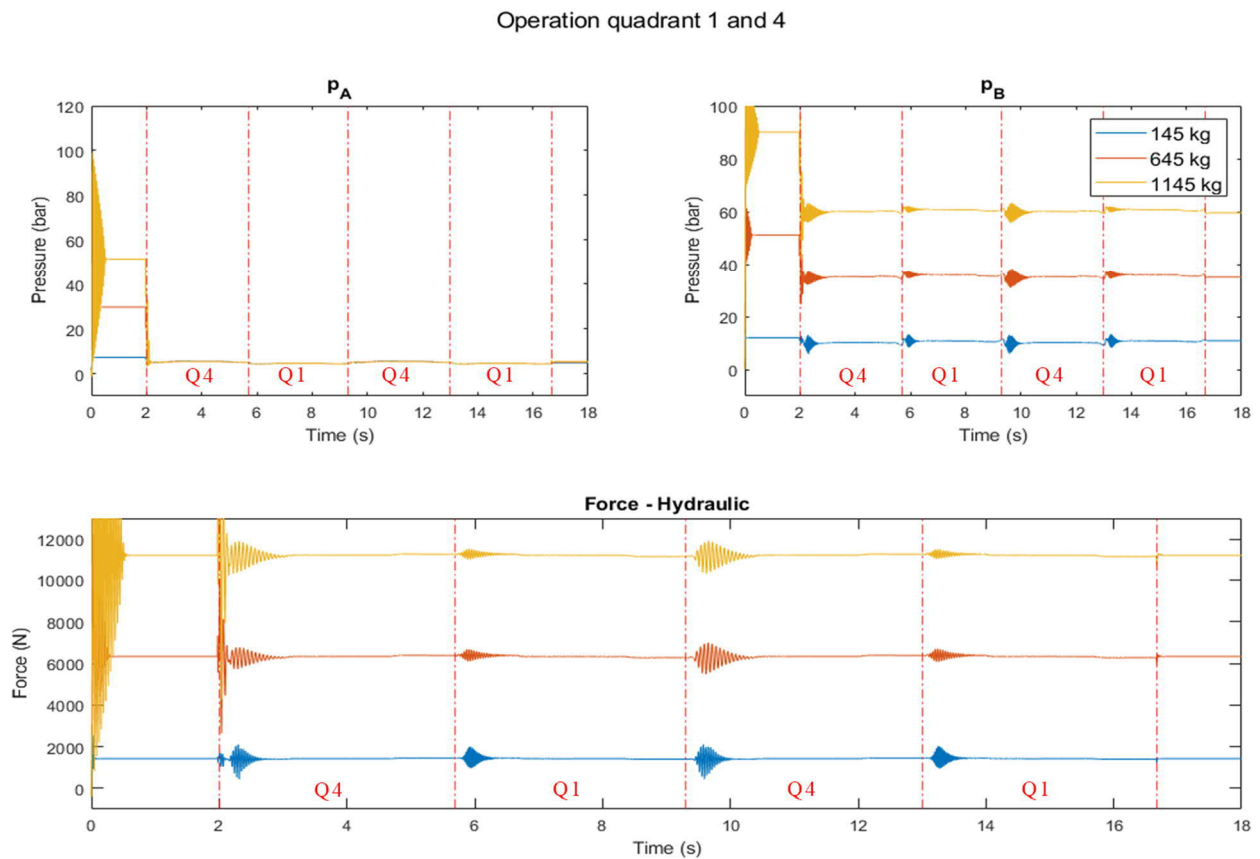 Operation quadrant 1 and 4
pA
120
100
80
60
40
20
0
Pressure (bar)
Q4 Q1 Q4 Q1
0 2 4 6 8 10 12 14 16 18
Time (s)
pB
100
80
60
40
20
0
Pressure (bar)
145 kg
645 kg
1145 kg
Q4 Q1 Q4 Q1
0 2 4 6 8 10 12 14 16 18
Time (s)
Force - Hydraulic
12000
10000
8000
6000
4000
2000
0
Force (N)
Q4 Q1 Q4 Q1
0 2 4 6 8 10 12 14 16 18
Time (s)